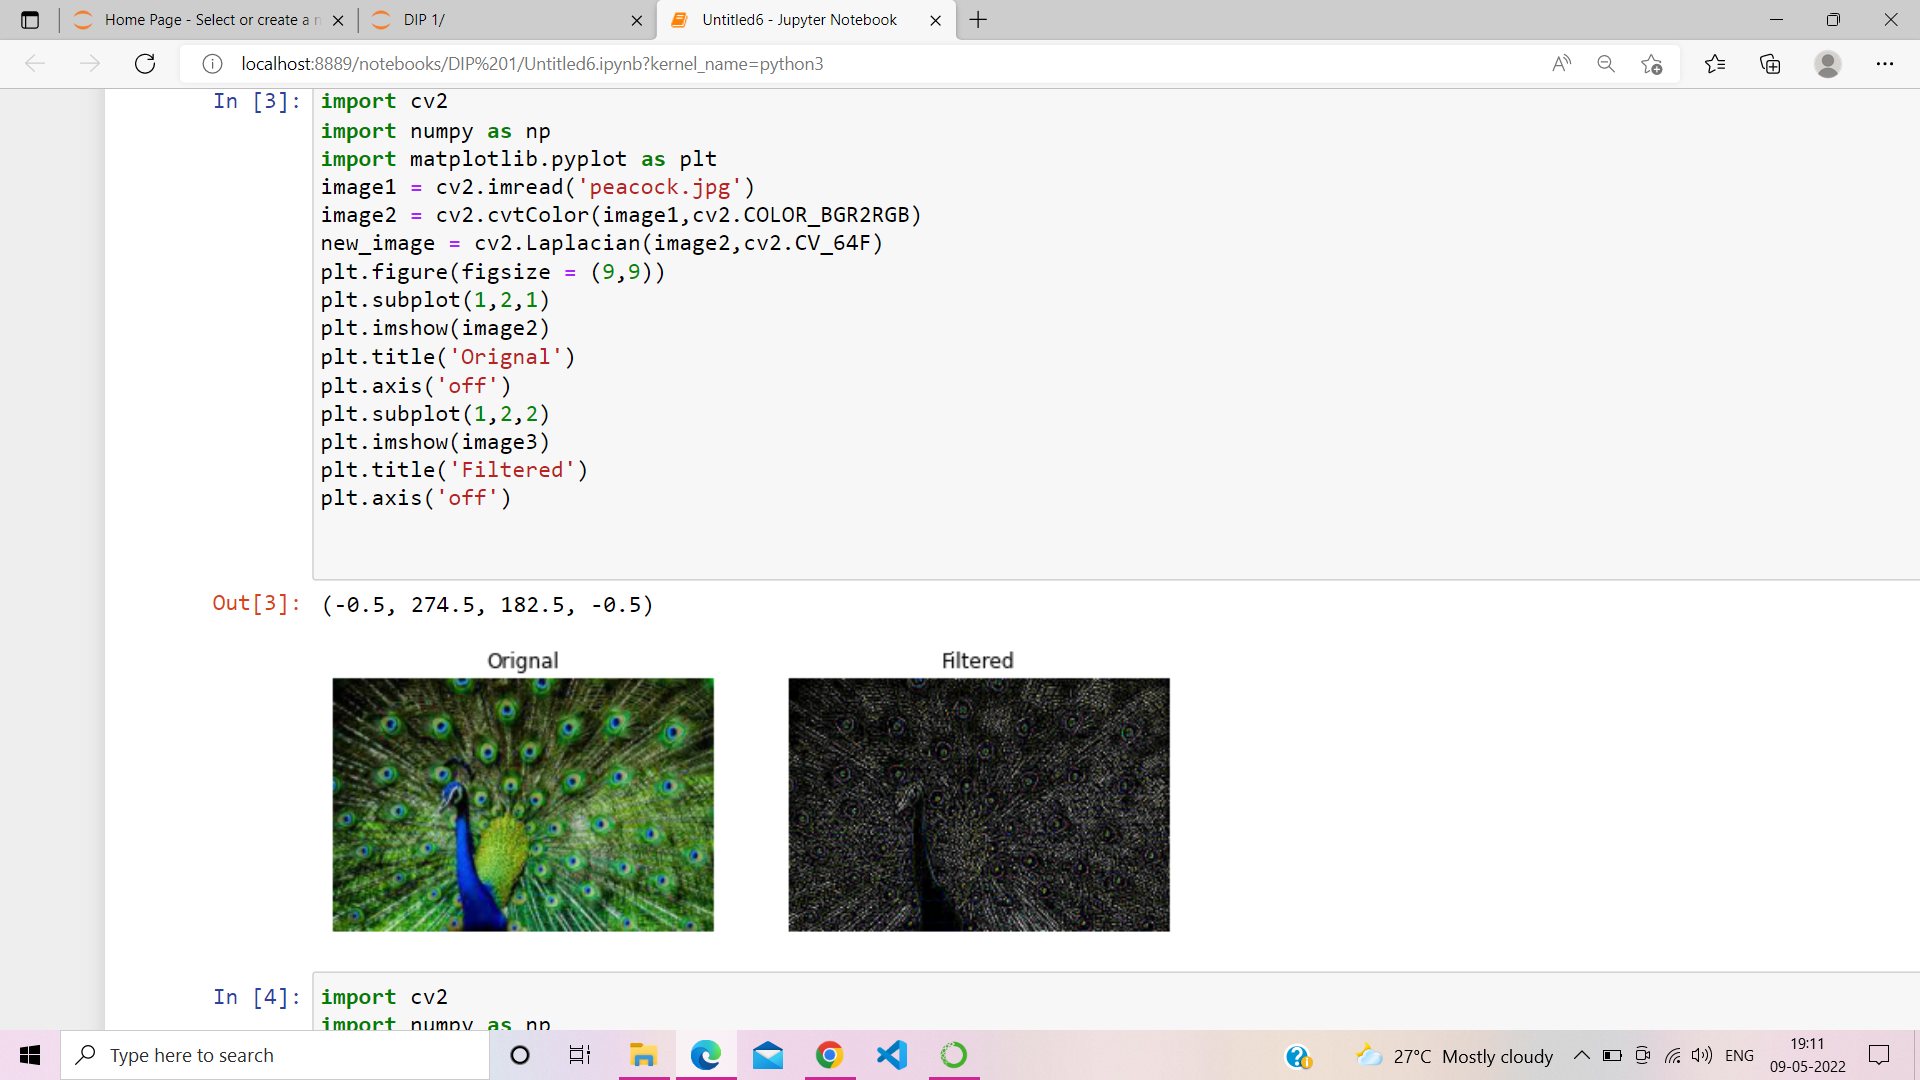 Home Page - Select or create a n
DIP 1/
Untitled6 - Jupyter Notebook
localhost:8889/notebooks/DIP%201/Untitled6.ipynb?kernel_name=python3
In [3]:
import cv2
import numpy as np
import matplotlib.pyplot as plt
image1 = cv2.imread('peacock.jpg')
image2 = cv2.cvtColor(image1,cv2.COLOR_BGR2RGB)
new_image = cv2.Laplacian(image2,cv2.CV_64F)
plt.figure(figsize = (9,9))
plt.subplot(1,2,1)
plt.imshow(image2)
plt.title('Orignal')
plt.axis('off')
plt.subplot(1,2,2)
plt.imshow(image3)
plt.title('Filtered')
plt.axis('off')
Out[3]: (-0.5, 274.5, 182.5, -0.5)
Orignal
Filtered
In [4]:
import cv2
import numpy as np
Type here to search
27°C Mostly cloudy
ENG
19:11
09-05-2022